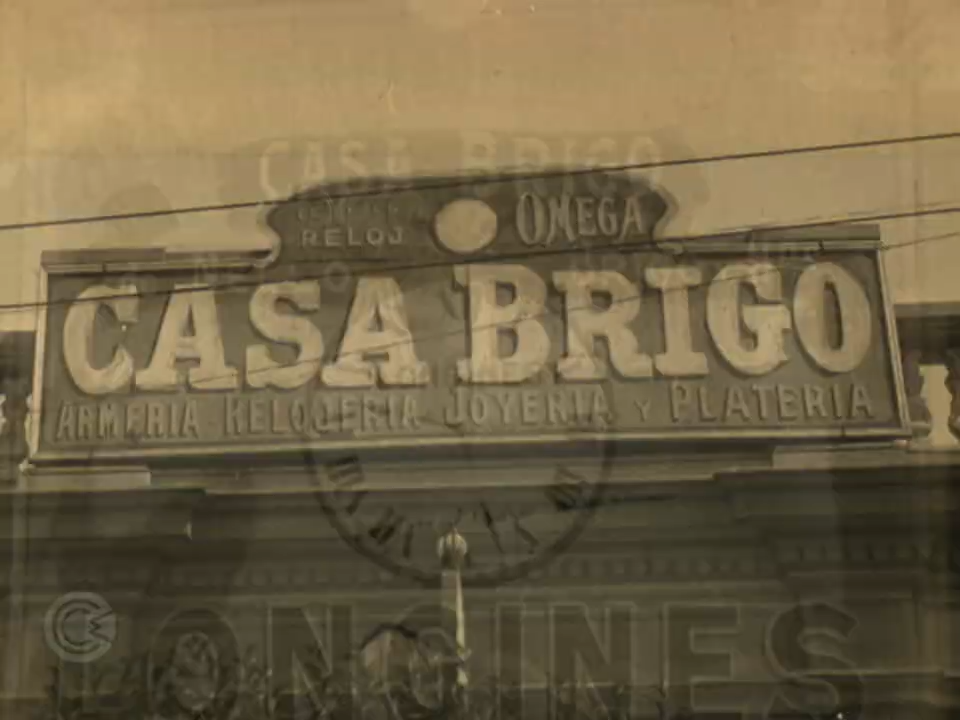 CASA BRIGO
RELOJ OMEGA
CASA BRIGO
ARMERIA RELOJERIA JOYERIA Y PLATERIA
LONGINES